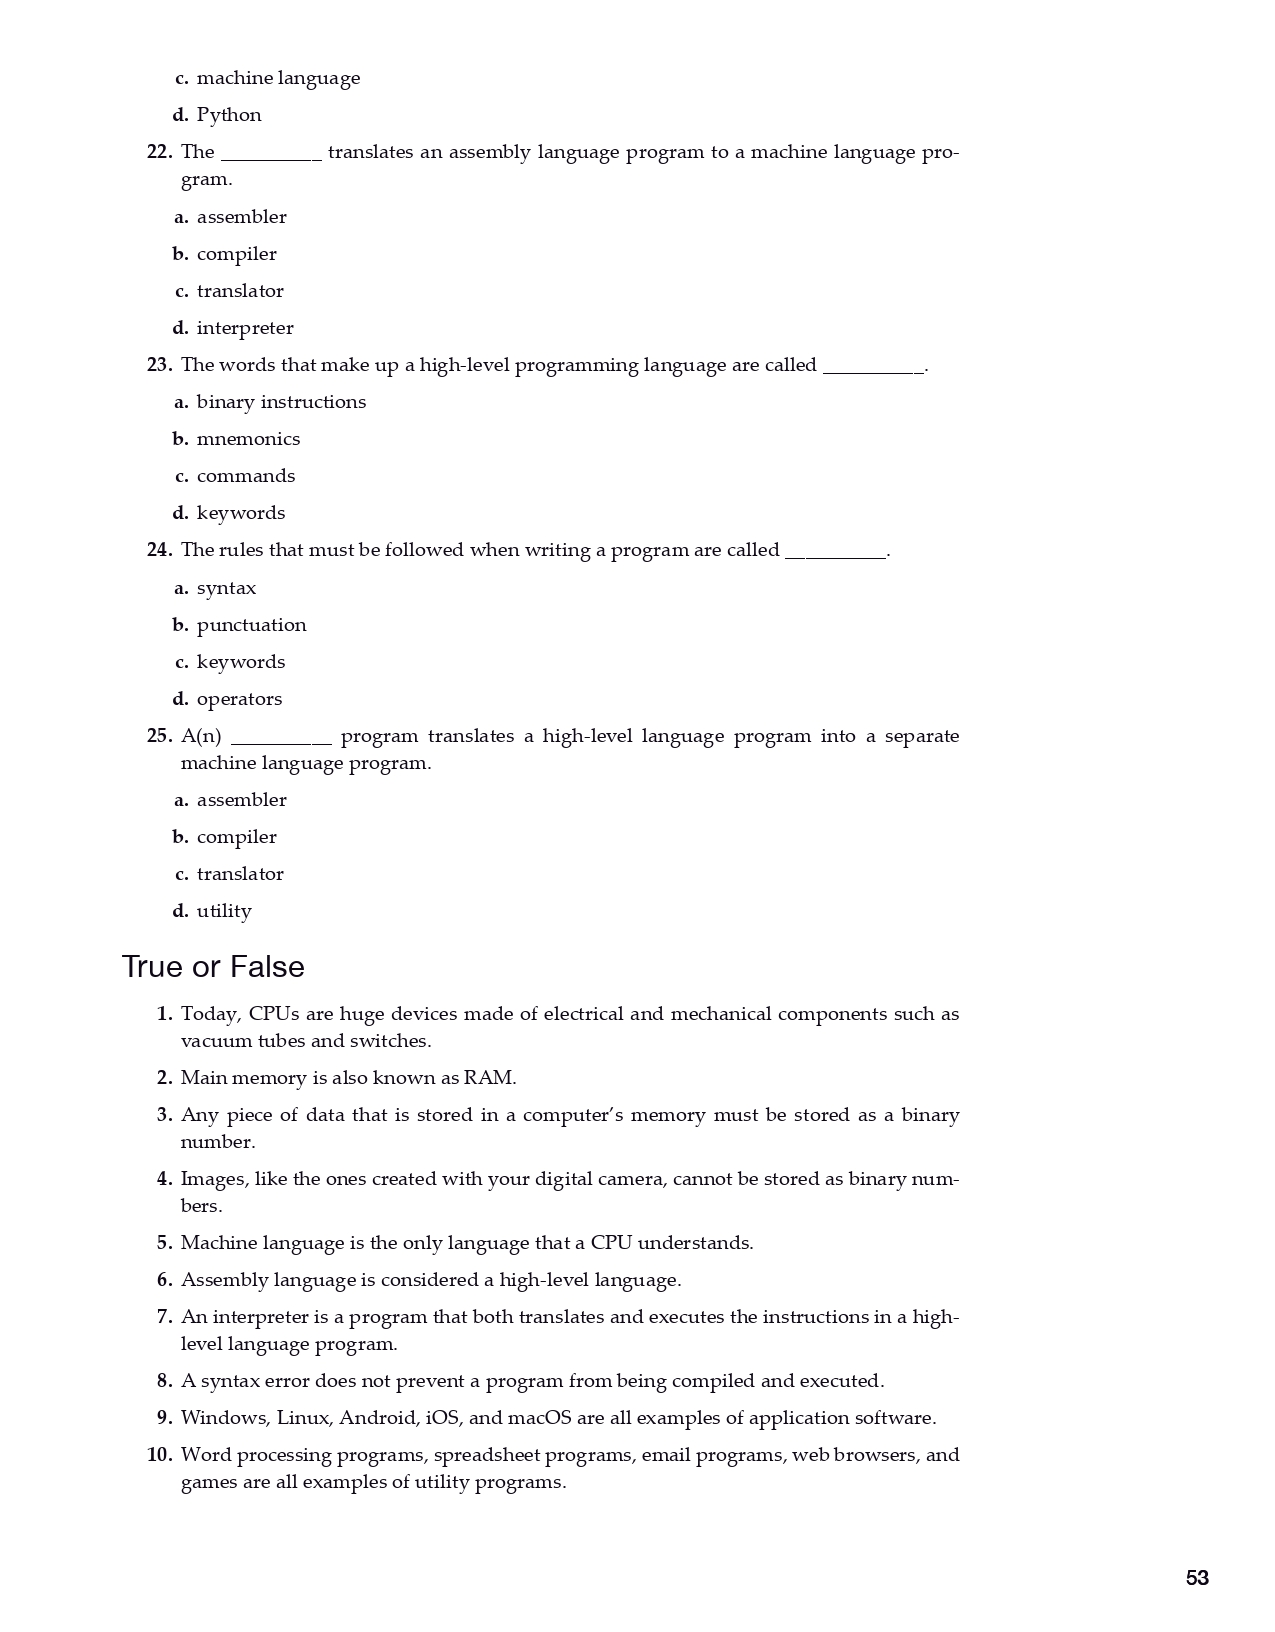 c. machine language
d. Python
22. The __________ translates an assembly language program to a machine language pro-
gram.
a. assembler
b. compiler
c. translator
d. interpreter
23. The words that make up a high-level programming language are called __________.
a. binary instructions
b. mnemonics
c. commands
d. keywords
24. The rules that must be followed when writing a program are called __________.
a. syntax
b. punctuation
c. keywords
d. operators
25. A(n) __________ program translates a high-level language program into a separate
machine language program.
a. assembler
b. compiler
c. translator
d. utility
True or False
1. Today, CPUs are huge devices made of electrical and mechanical components such as
vacuum tubes and switches.
2. Main memory is also known as RAM.
3. Any piece of data that is stored in a computer’s memory must be stored as a binary
number.
4. Images, like the ones created with your digital camera, cannot be stored as binary num-
bers.
5. Machine language is the only language that a CPU understands.
6. Assembly language is considered a high-level language.
7. An interpreter is a program that both translates and executes the instructions in a high-
level language program.
8. A syntax error does not prevent a program from being compiled and executed.
9. Windows, Linux, Android, iOS, and macOS are all examples of application software.
10. Word processing programs, spreadsheet programs, email programs, web browsers, and
games are all examples of utility programs.
53